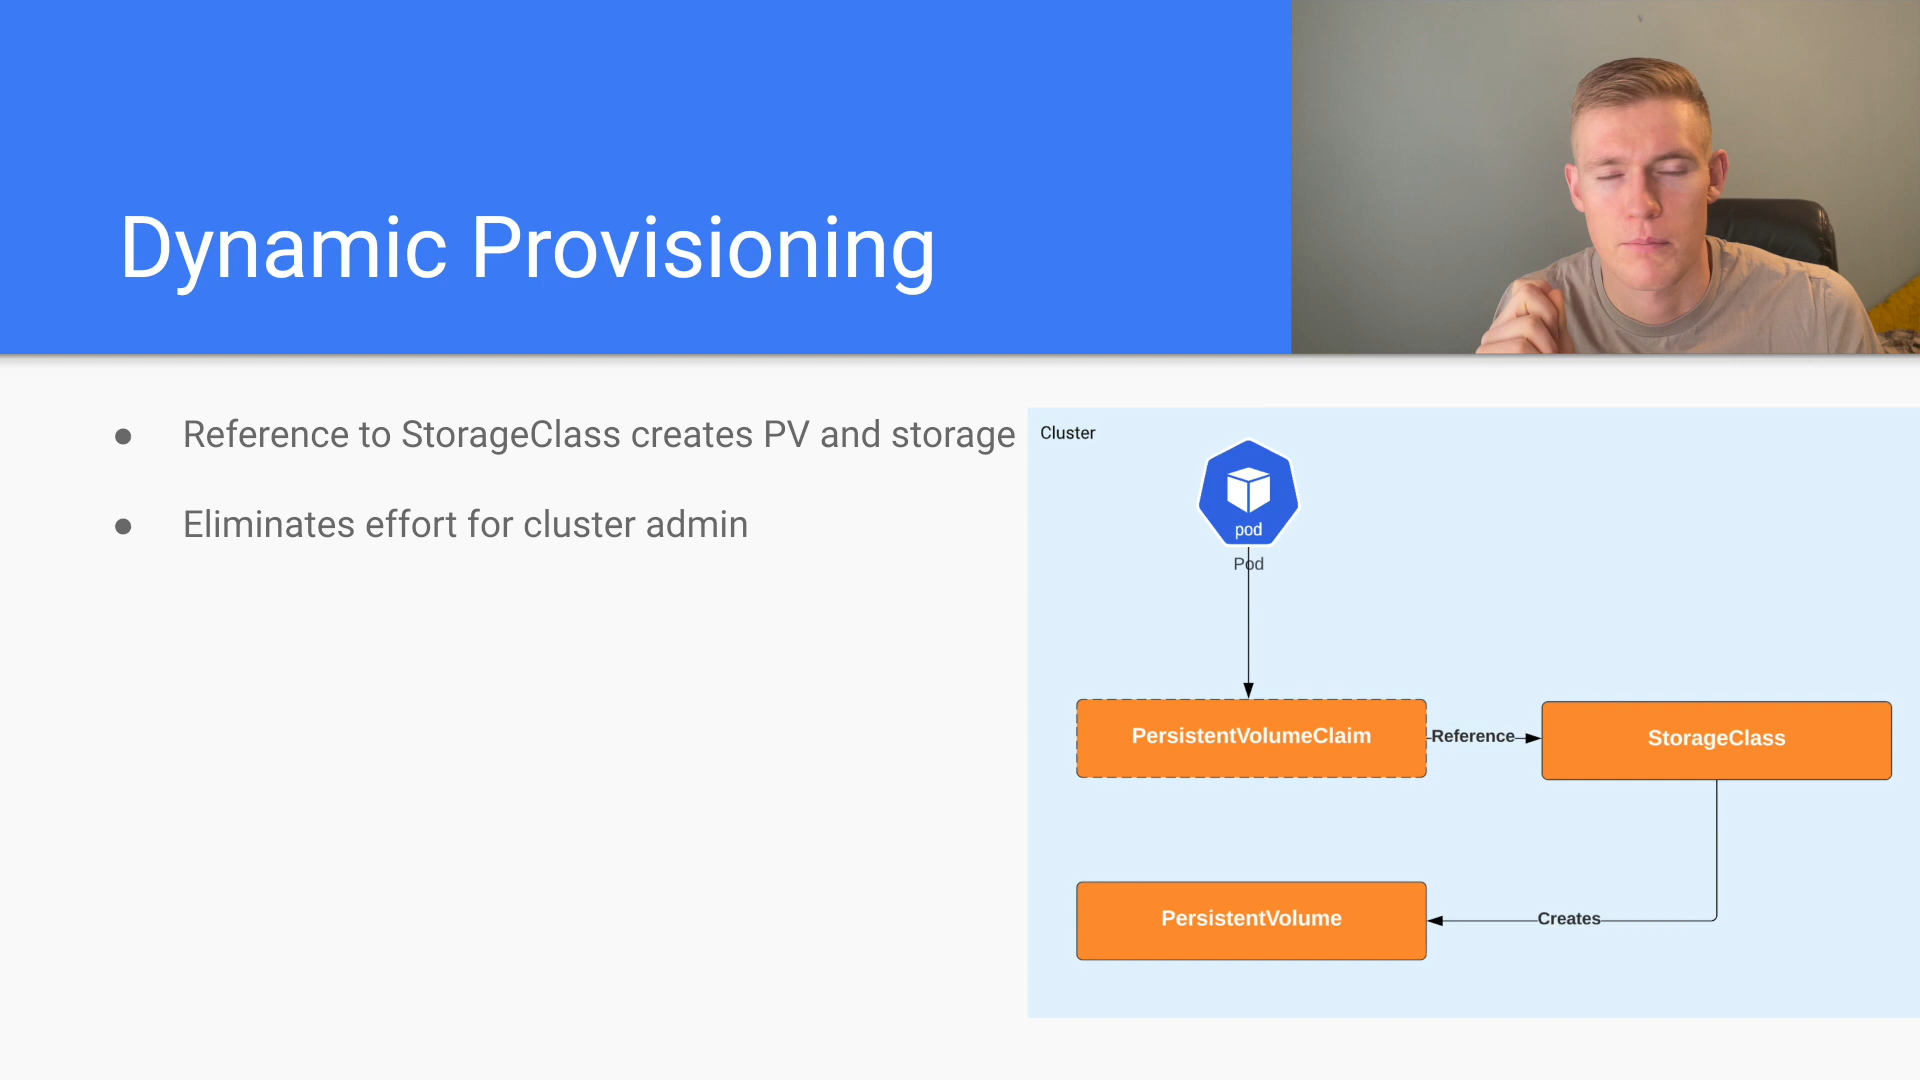 Dynamic Provisioning
● Reference to StorageClass creates PV and storage
● Eliminates effort for cluster admin
Cluster
pod
Pod
PersistentVolumeClaim
Reference
StorageClass
PersistentVolume
Creates